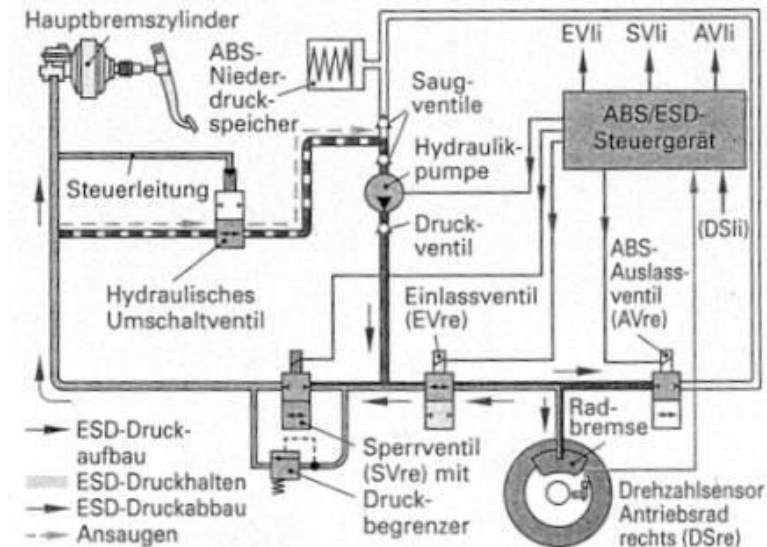 Hauptbremszylinder
ABS-
Nieder-
druck-
speicher
Saug-
ventile
EVli
SVli
AVli
ABS/ESD-
Steuergerät
Hydraulik-
pumpe
Steuerleitung
Druck-
ventil
(DSli)
Hydraulisches
Umschaltventil
Einlassventil
(EVre)
ABS-
Auslass-
ventil
(AVre)
ESD-Druck-
aufbau
ESD-Druckhalten
ESD-Druckabbau
Ansaugen
Sperrventil
(SVre) mit
Druck-
begrenzer
Rad-
bremse
Drehzahlsensor
Antriebsrad
rechts (DSre)